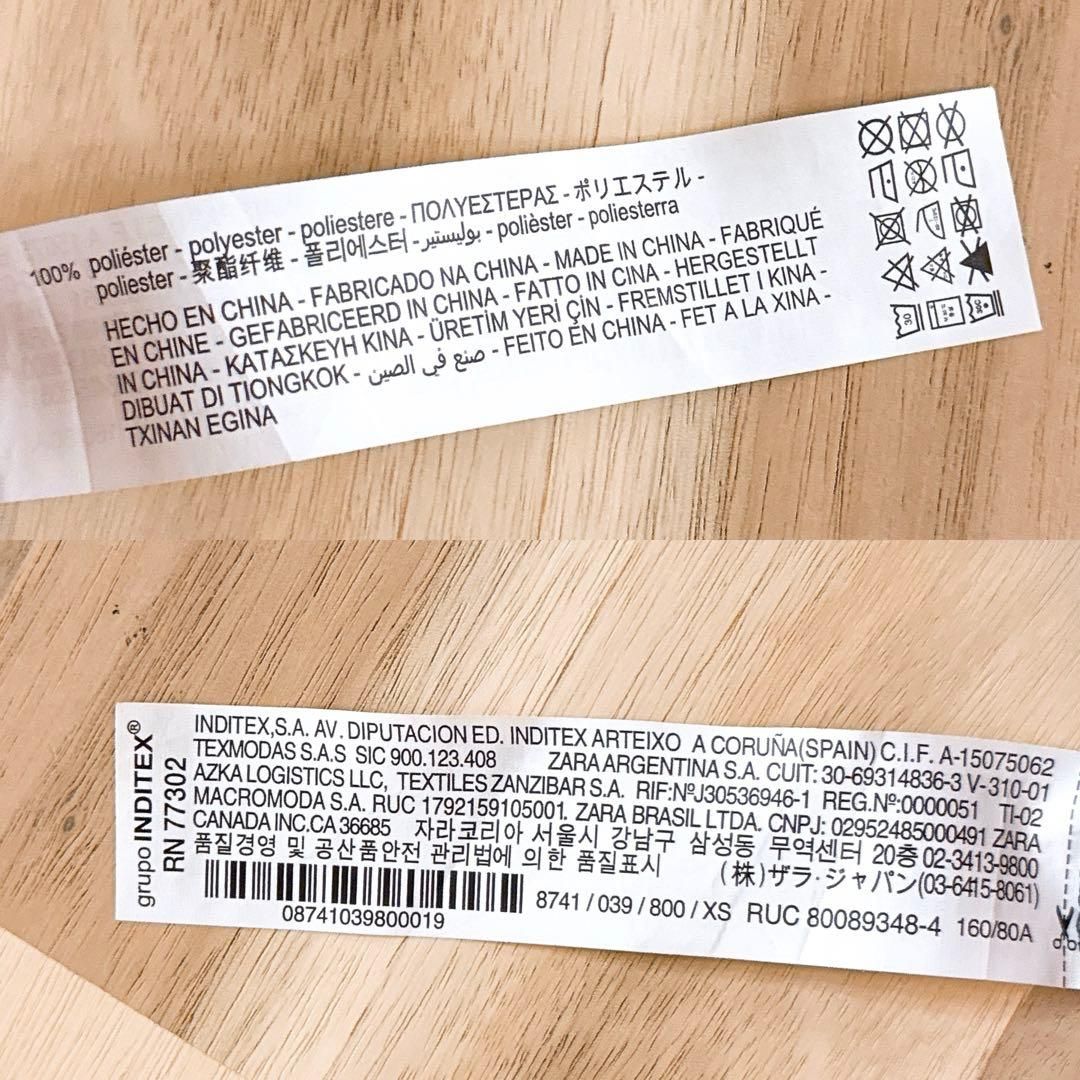 100% poliéster - polyester - poliestere - ΠΟΛΥΕΣΤΕΡΑΣ - ポリエステル -
poliester - 聚酯纤维 - 폴리에스터 - بوليستير - polièster - poliesterra
HECHO EN CHINA - FABRICADO NA CHINA - MADE IN CHINA - FABRIQUÉ
EN CHINE - GEFABRICEERD IN CHINA - FATTO IN CINA - HERGESTELLT
IN CHINA - ΚΑΤΑΣΚΕΥΗ ΚΙΝΑ - ÜRETİM YERİ ÇİN - FREMSTILLET I KINA -
DIBUAT DI TIONGKOK - صنع في الصين - FEITO EN CHINA - FET A LA XINA -
TXINAN EGINA
30
grupo INDITEX®
RN 77302
INDITEX,S.A. AV. DIPUTACION ED. INDITEX ARTEIXO A CORUÑA(SPAIN) C.I.F. A-15075062
TEXMODAS S.A.S SIC 900.123.408 ZARA ARGENTINA S.A. CUIT: 30-69314836-3 V-310-01
AZKA LOGISTICS LLC, TEXTILES ZANZIBAR S.A. RIF:NºJ30536946-1 REG.Nº:0000051 TI-02
MACROMODA S.A. RUC 1792159105001. ZARA BRASIL LTDA. CNPJ: 02952485000491 ZARA
CANADA INC.CA 36685 자라코리아 서울시 강남구 삼성동 무역센터 20층 02-3413-9800
품질경영 및 공산품안전 관리법에 의한 품질표시 (株)ザラ·ジャパン(03-6415-8061)
08741039800019 8741 / 039 / 800 / XS RUC 80089348-4 160/80A